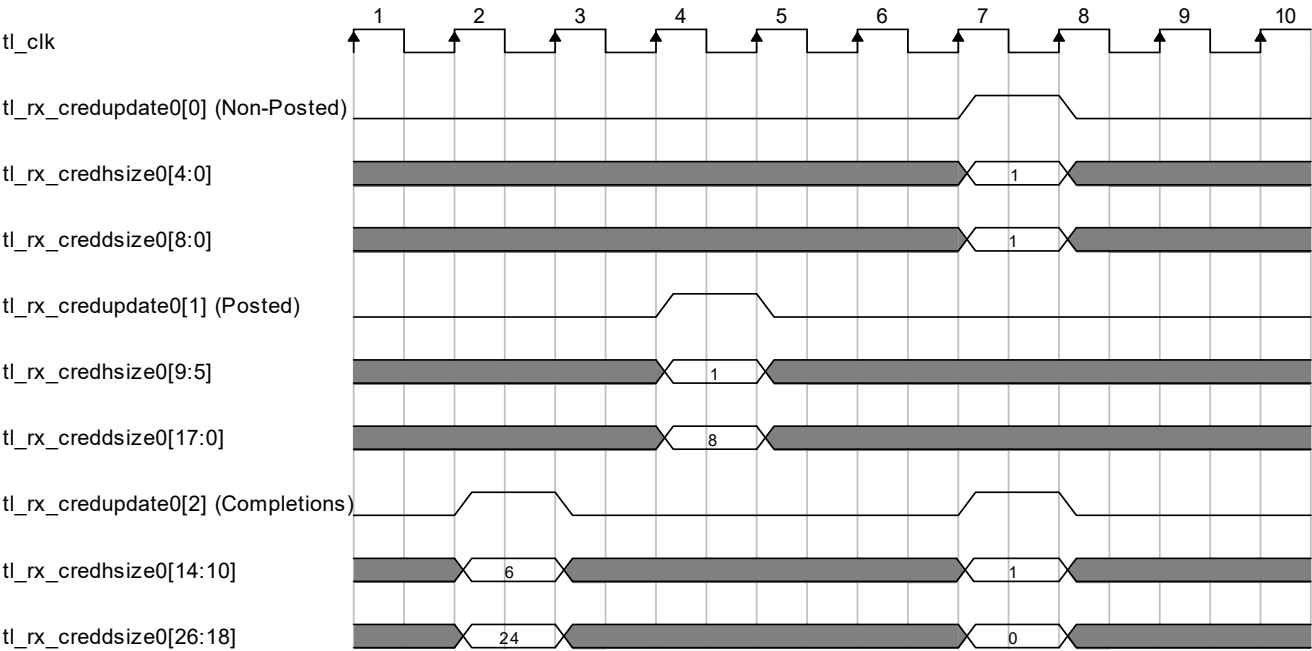 1 2 3 4 5 6 7 8 9 10
tl_clk
tl_rx_credupdate0[0] (Non-Posted)
tl_rx_credhsize0[4:0] 1
tl_rx_creddsize0[8:0] 1
tl_rx_credupdate0[1] (Posted)
tl_rx_credhsize0[9:5] 1
tl_rx_creddsize0[17:0] 8
tl_rx_credupdate0[2] (Completions)
tl_rx_credhsize0[14:10] 6 1
tl_rx_creddsize0[26:18] 24 0